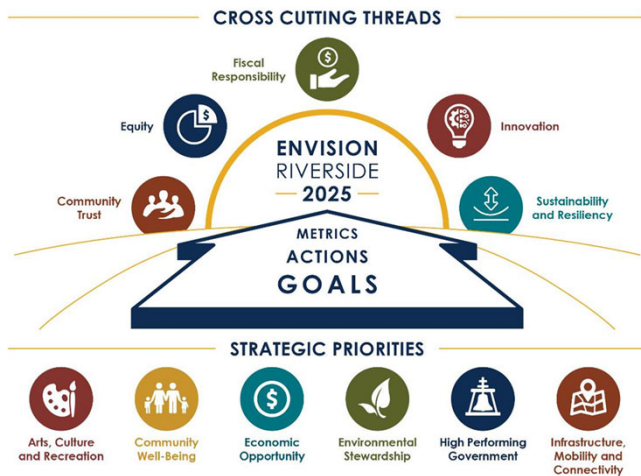 CROSS CUTTING THREADS
Fiscal
Responsibility
Equity
Innovation
Community
Trust
Sustainability
and Resiliency
ENVISION
RIVERSIDE
2025
METRICS
ACTIONS
GOALS
STRATEGIC PRIORITIES
Arts, Culture
and Recreation
Community
Well-Being
Economic
Opportunity
Environmental
Stewardship
High Performing
Government
Infrastructure,
Mobility and
Connectivity